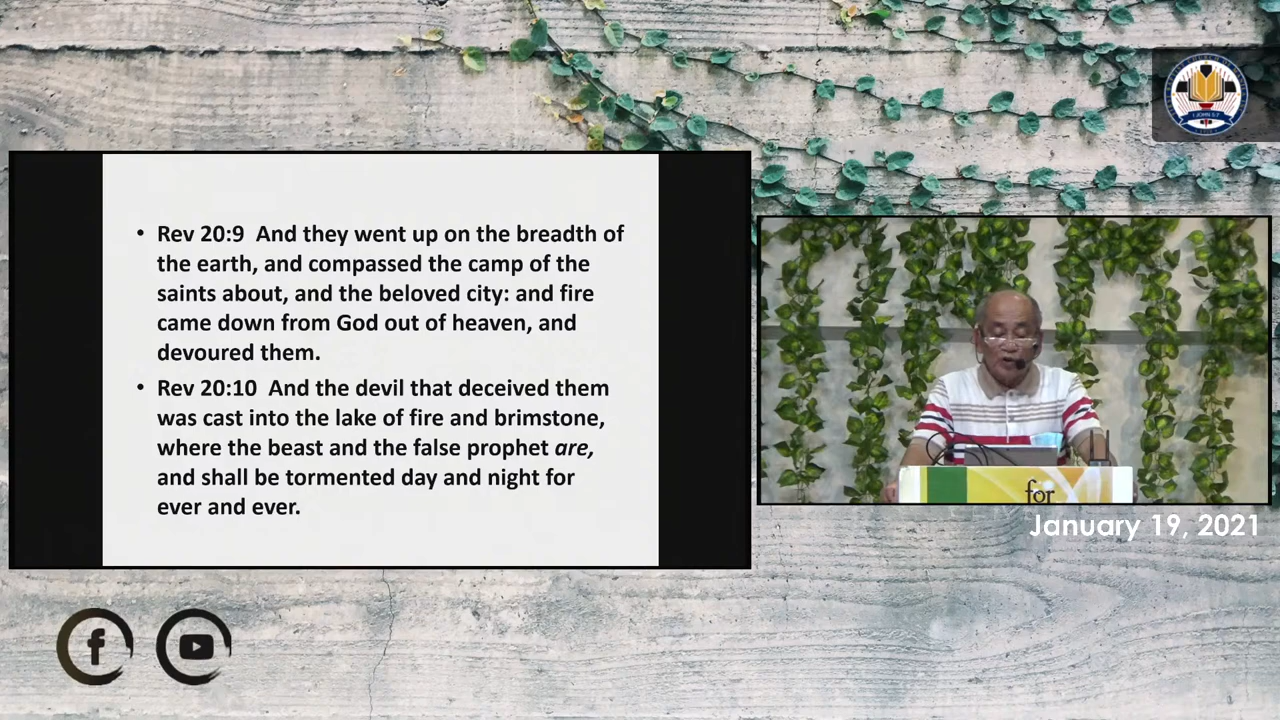 • Rev 20:9  And they went up on the breadth of
the earth, and compassed the camp of the
saints about, and the beloved city: and fire
came down from God out of heaven, and
devoured them.
• Rev 20:10  And the devil that deceived them
was cast into the lake of fire and brimstone,
where the beast and the false prophet are,
and shall be tormented day and night for
ever and ever.
1 JOHN 5:7
for
January 19, 2021
f